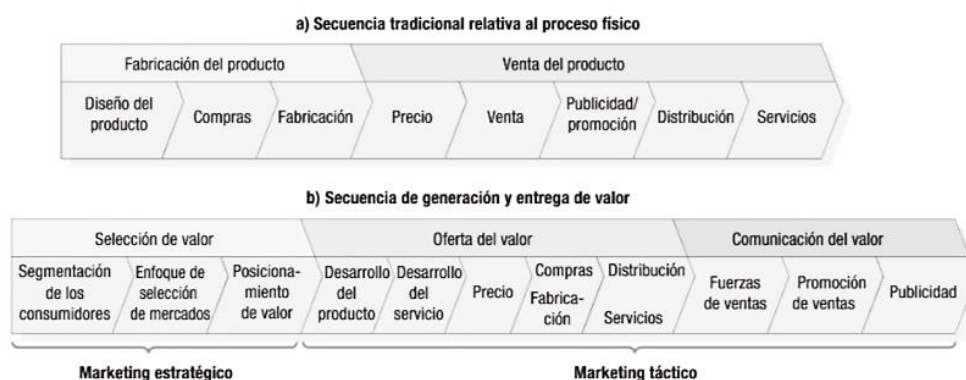 a) Secuencia tradicional relativa al proceso físico
Fabricación del producto
Venta del producto
Diseño del
producto
Compras
Fabricación
Precio
Venta
Publicidad/
promoción
Distribución
Servicios
b) Secuencia de generación y entrega de valor
Selección de valor
Oferta del valor
Comunicación del valor
Segmentación
de los
consumidores
Enfoque de
selección
de mercados
Posiciona-
miento
de valor
Desarrollo
del
producto
Desarrollo
del
servicio
Precio
Compras
Fabrica-
ción
Distribución
Servicios
Fuerzas
de ventas
Promoción
de ventas
Publicidad
Marketing estratégico
Marketing táctico